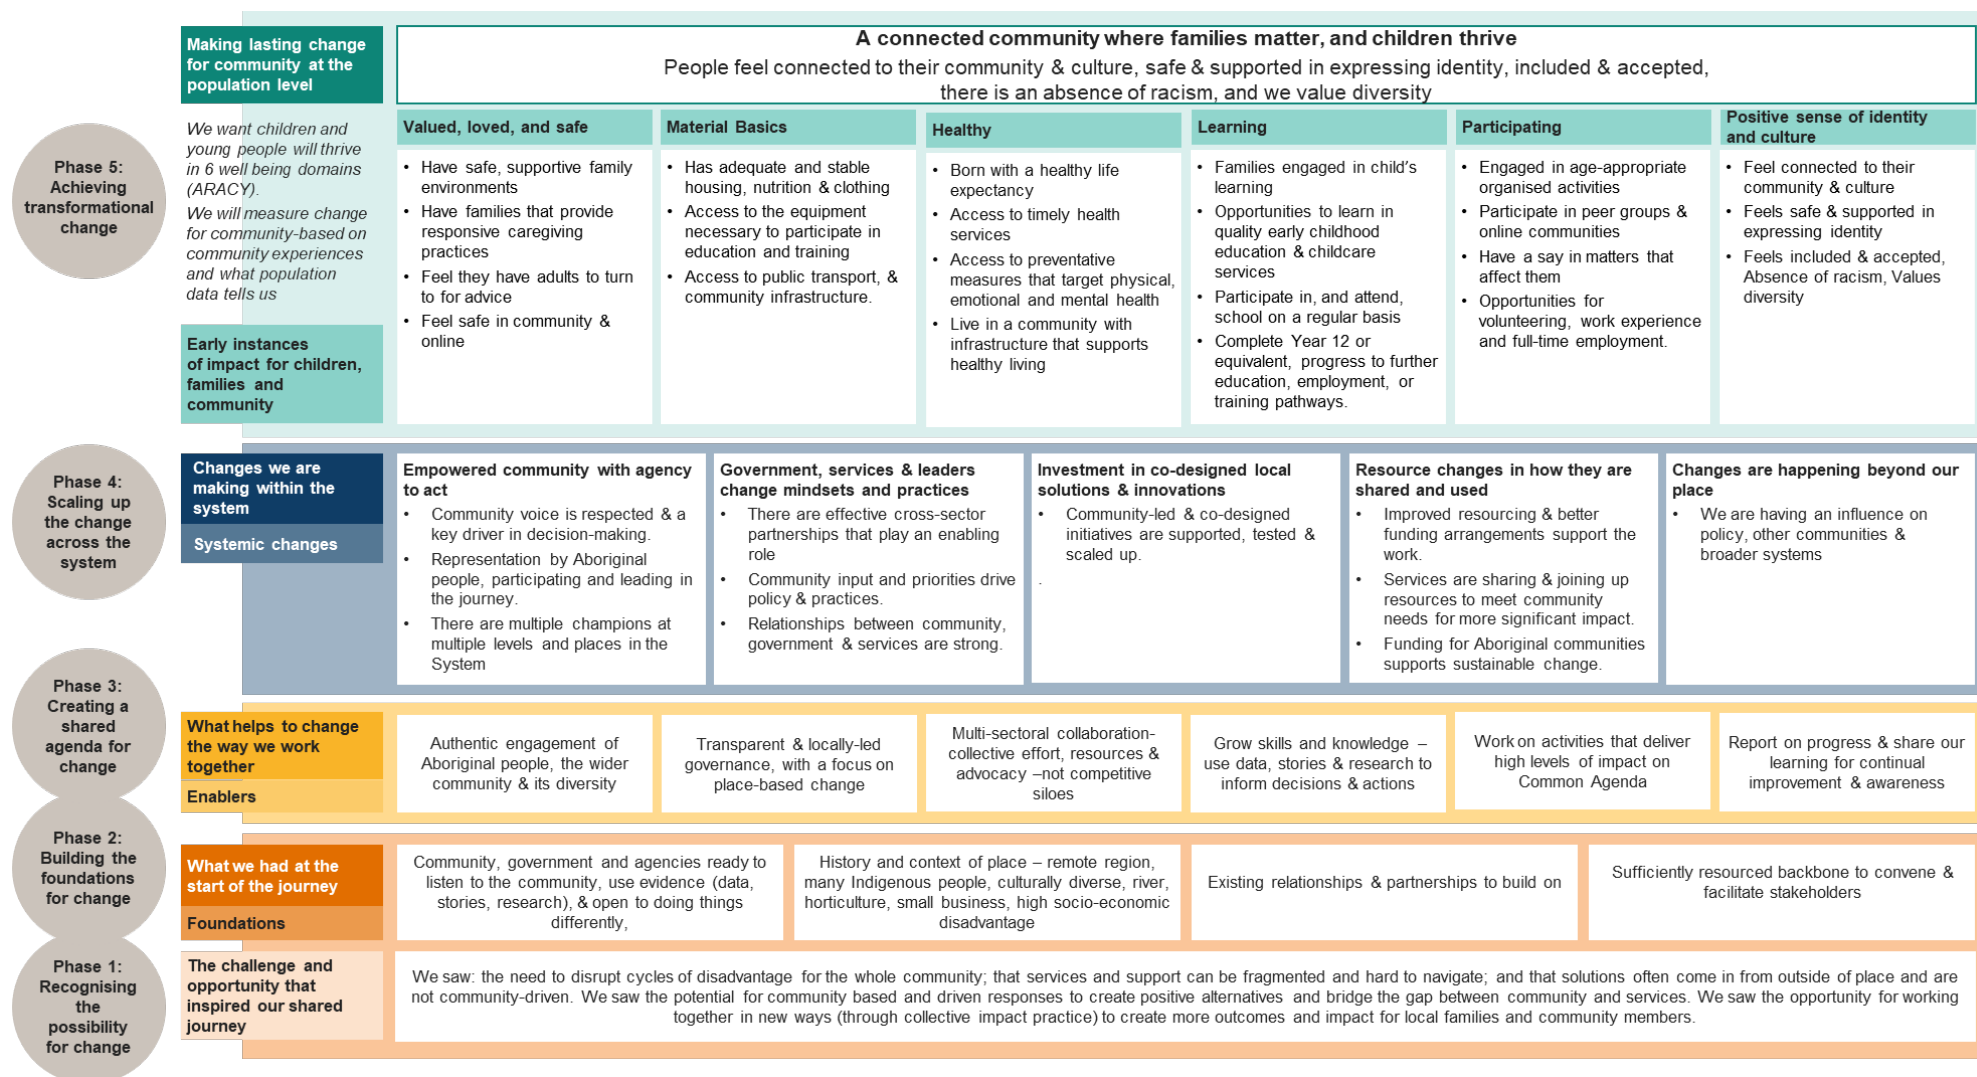 Making lasting change
for community at the
population level
A connected community where families matter, and children thrive
People feel connected to their community & culture, safe & supported in expressing identity, included & accepted,
there is an absence of racism, and we value diversity
Phase 5:
Achieving
transformational
change
We want children and
young people will thrive
in 6 well being domains
(ARACY).
We will measure change
for community-based on
community experiences
and what population
data tells us
Early instances
of impact for children,
families and
community
Valued, loved, and safe
• Have safe, supportive family
environments
• Have families that provide
responsive caregiving
practices
• Feel they have adults to turn
to for advice
• Feel safe in community &
online
Material Basics
• Has adequate and stable
housing, nutrition & clothing
• Access to the equipment
necessary to participate in
education and training
• Access to public transport, &
community infrastructure.
Healthy
• Born with a healthy life
expectancy
• Access to timely health
services
• Access to preventative
measures that target physical,
emotional and mental health
• Live in a community with
infrastructure that supports
healthy living
Learning
• Families engaged in child's
learning
• Opportunities to learn in
quality early childhood
education & childcare
services
• Participate in, and attend,
school on a regular basis
• Complete Year 12 or
equivalent, progress to further
education, employment, or
training pathways.
Participating
• Engaged in age-appropriate
organised activities
• Participate in peer groups &
online communities
• Have a say in matters that
affect them
• Opportunities for
volunteering, work experience
and full-time employment.
Positive sense of identity
and culture
• Feel connected to their
community & culture
• Feels safe & supported in
expressing identity
• Feels included & accepted,
Absence of racism, Values
diversity
Phase 4:
Scaling up
the change
across the
system
Changes we are
making within the
system
Systemic changes
Empowered community with agency
to act
• Community voice is respected & a
key driver in decision-making.
• Representation by Aboriginal
people, participating and leading in
the journey.
• There are multiple champions at
multiple levels and places in the
System
Government, services & leaders
change mindsets and practices
• There are effective cross-sector
partnerships that play an enabling
role
• Community input and priorities drive
policy & practices.
• Relationships between community,
government & services are strong.
Investment in co-designed local
solutions & innovations
• Community-led & co-designed
initiatives are supported, tested &
scaled up.
.
Resource changes in how they are
shared and used
• Improved resourcing & better
funding arrangements support the
work.
• Services are sharing & joining up
resources to meet community
needs for more significant impact.
• Funding for Aboriginal communities
supports sustainable change.
Changes are happening beyond our
place
• We are having an influence on
policy, other communities &
broader systems
Phase 3:
Creating a
shared
agenda for
change
What helps to change
the way we work
together
Enablers
Authentic engagement of
Aboriginal people, the wider
community & its diversity
Transparent & locally-led
governance, with a focus on
place-based change
Multi-sectoral collaboration-
collective effort, resources &
advocacy –not competitive
siloes
Grow skills and knowledge –
use data, stories & research to
inform decisions & actions
Work on activities that deliver
high levels of impact on
Common Agenda
Report on progress & share our
learning for continual
improvement & awareness
Phase 2:
Building the
foundations
for change
What we had at the
start of the journey
Foundations
Community, government and agencies ready to
listen to the community, use evidence (data,
stories, research), & open to doing things
differently,
History and context of place – remote region,
many Indigenous people, culturally diverse, river,
horticulture, small business, high socio-economic
disadvantage
Existing relationships & partnerships to build on
Sufficiently resourced backbone to convene &
facilitate stakeholders
Phase 1:
Recognising
the
possibility
for change
The challenge and
opportunity that
inspired our shared
journey
We saw: the need to disrupt cycles of disadvantage for the whole community; that services and support can be fragmented and hard to navigate; and that solutions often come in from outside of place and are
not community-driven. We saw the potential for community based and driven responses to create positive alternatives and bridge the gap between community and services. We saw the opportunity for working
together in new ways (through collective impact practice) to create more outcomes and impact for local families and community members.